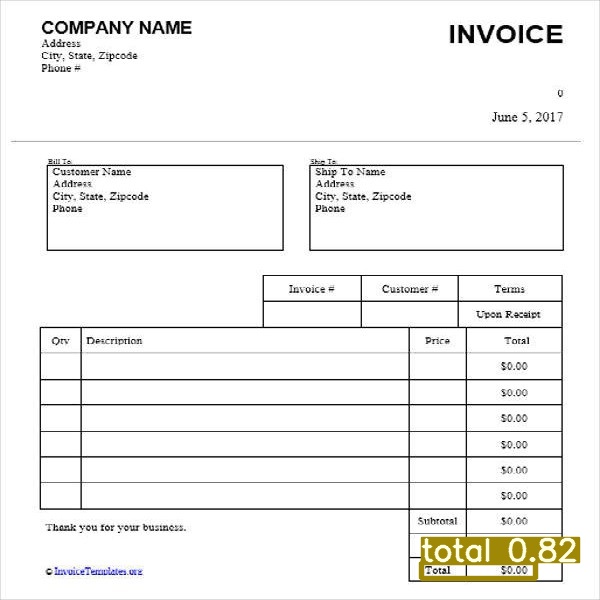 COMPANY NAME
INVOICE
Address
City, State, Zipcode
Phone #
0
June 5, 2017
Bill To:
Customer Name
Address
City, State, Zipcode
Phone
Ship To:
Ship To Name
Address
City, State, Zipcode
Phone
Invoice # Customer # Terms
Upon Receipt
Qty Description Price Total
$0.00
$0.00
$0.00
$0.00
$0.00
$0.00
Subtotal $0.00
Thank you for your business.
total 0.82
Total $0.00
© InvoiceTemplates.org